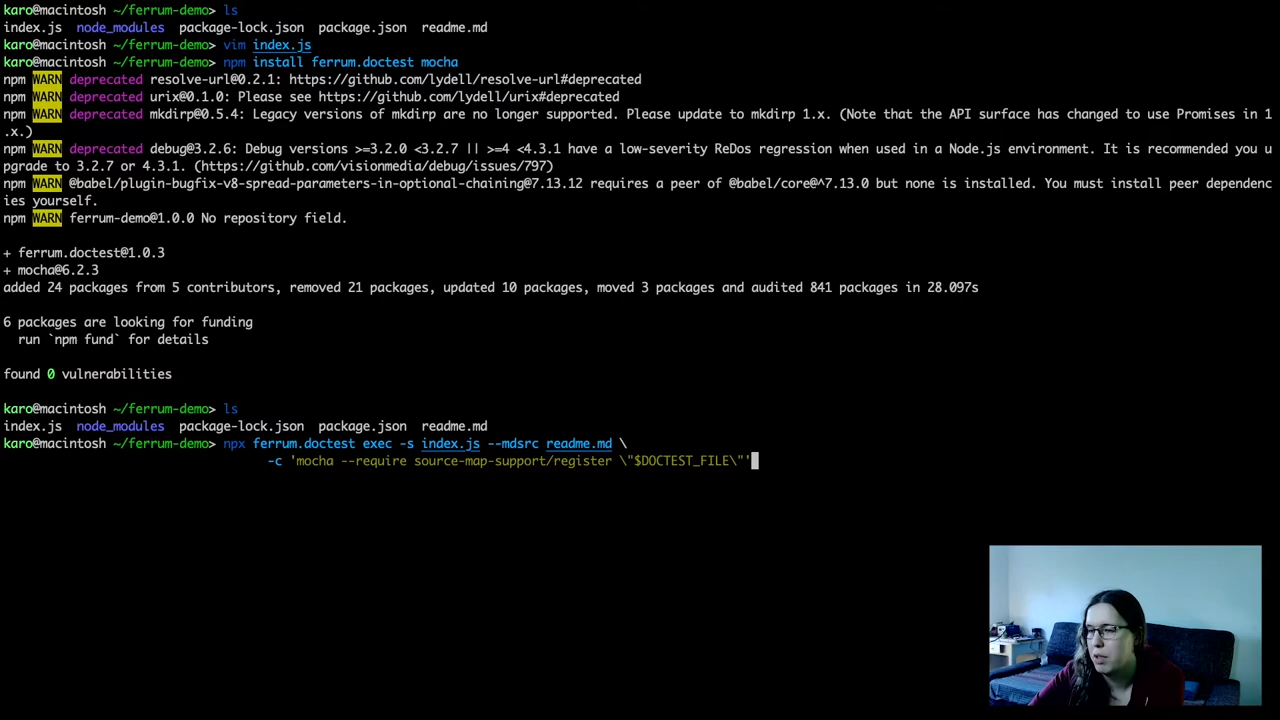 karo@macintosh ~/ferrum-demo> ls
index.js  node_modules  package-lock.json  package.json  readme.md
karo@macintosh ~/ferrum-demo> vim index.js
karo@macintosh ~/ferrum-demo> npm install ferrum.doctest mocha
npm WARN deprecated resolve-url@0.2.1: https://github.com/lydell/resolve-url#deprecated
npm WARN deprecated urix@0.1.0: Please see https://github.com/lydell/urix#deprecated
npm WARN deprecated mkdirp@0.5.4: Legacy versions of mkdirp are no longer supported. Please update to mkdirp 1.x. (Note that the API surface has changed to use Promises in 1
.x.)
npm WARN deprecated debug@3.2.6: Debug versions >=3.2.0 <3.2.7 || >=4 <4.3.1 have a low-severity ReDos regression when used in a Node.js environment. It is recommended you u
pgrade to 3.2.7 or 4.3.1. (https://github.com/visionmedia/debug/issues/797)
npm WARN @babel/plugin-bugfix-v8-spread-parameters-in-optional-chaining@7.13.12 requires a peer of @babel/core@^7.13.0 but none is installed. You must install peer dependenc
ies yourself.
npm WARN ferrum-demo@1.0.0 No repository field.
+ ferrum.doctest@1.0.3
+ mocha@6.2.3
added 24 packages from 5 contributors, removed 21 packages, updated 10 packages, moved 3 packages and audited 841 packages in 28.097s
6 packages are looking for funding
run `npm fund` for details
found 0 vulnerabilities
karo@macintosh ~/ferrum-demo> ls
index.js  node_modules  package-lock.json  package.json  readme.md
karo@macintosh ~/ferrum-demo> npx ferrum.doctest exec -s index.js --mdsrc readme.md \
-c 'mocha --require source-map-support/register \"$DOCTEST_FILE\"'